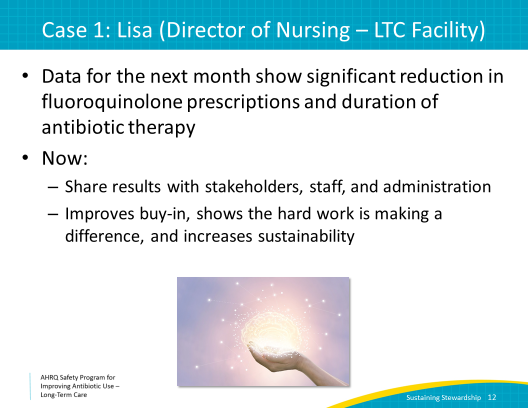 Case 1: Lisa (Director of Nursing – LTC Facility)
• Data for the next month show significant reduction in
fluoroquinolone prescriptions and duration of
antibiotic therapy
• Now:
– Share results with stakeholders, staff, and administration
– Improves buy-in, shows the hard work is making a
difference, and increases sustainability
AHRQ Safety Program for
Improving Antibiotic Use –
Long-Term Care
Sustaining Stewardship 12